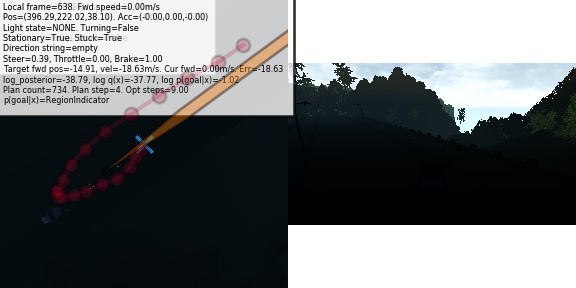 Local frame=638. Fwd speed=0.00m/s
Pos=(396.29,222.02,38.10). Acc=(-0.00,0.00,-0.00)
Light state=NONE. Turning=False
Stationary=True. Stuck=True
Direction string=empty
Steer=0.39, Throttle=0.00, Brake=1.00
Target fwd pos=-14.91, vel=-18.63m/s. Cur fwd=0.00m/s. Err=-18.63
log_posterior=-38.79, log q(x)=-37.77, log p(goal|x)=-1.02
Plan count=734. Plan step=4. Opt steps=9.00
p(goal|x)=RegionIndicator